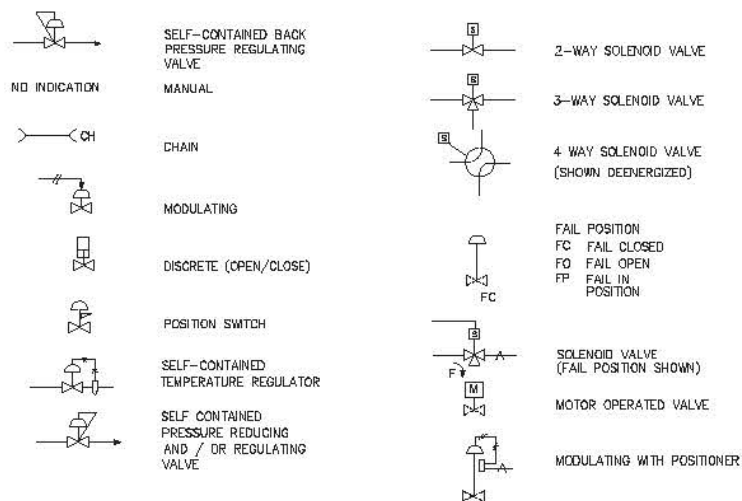 SELF-CONTAINED BACK
PRESSURE REGULATING
VALVE
NO INDICATION
MANUAL
CH
CHAIN
MODULATING
DISCRETE (OPEN/CLOSE)
POSITION SWITCH
SELF-CONTAINED
TEMPERATURE REGULATOR
SELF CONTAINED
PRESSURE REDUCING
AND / OR REGULATING
VALVE
S
2-WAY SOLENOID VALVE
S
3-WAY SOLENOID VALVE
S
4 WAY SOLENOID VALVE
(SHOWN DEENERGIZED)
FAIL POSITION
FC FAIL CLOSED
FO FAIL OPEN
FP FAIL IN
POSITION
FC
S
SOLENOID VALVE
(FAIL POSITION SHOWN)
F
M
MOTOR OPERATED VALVE
MODULATING WITH POSITIONER